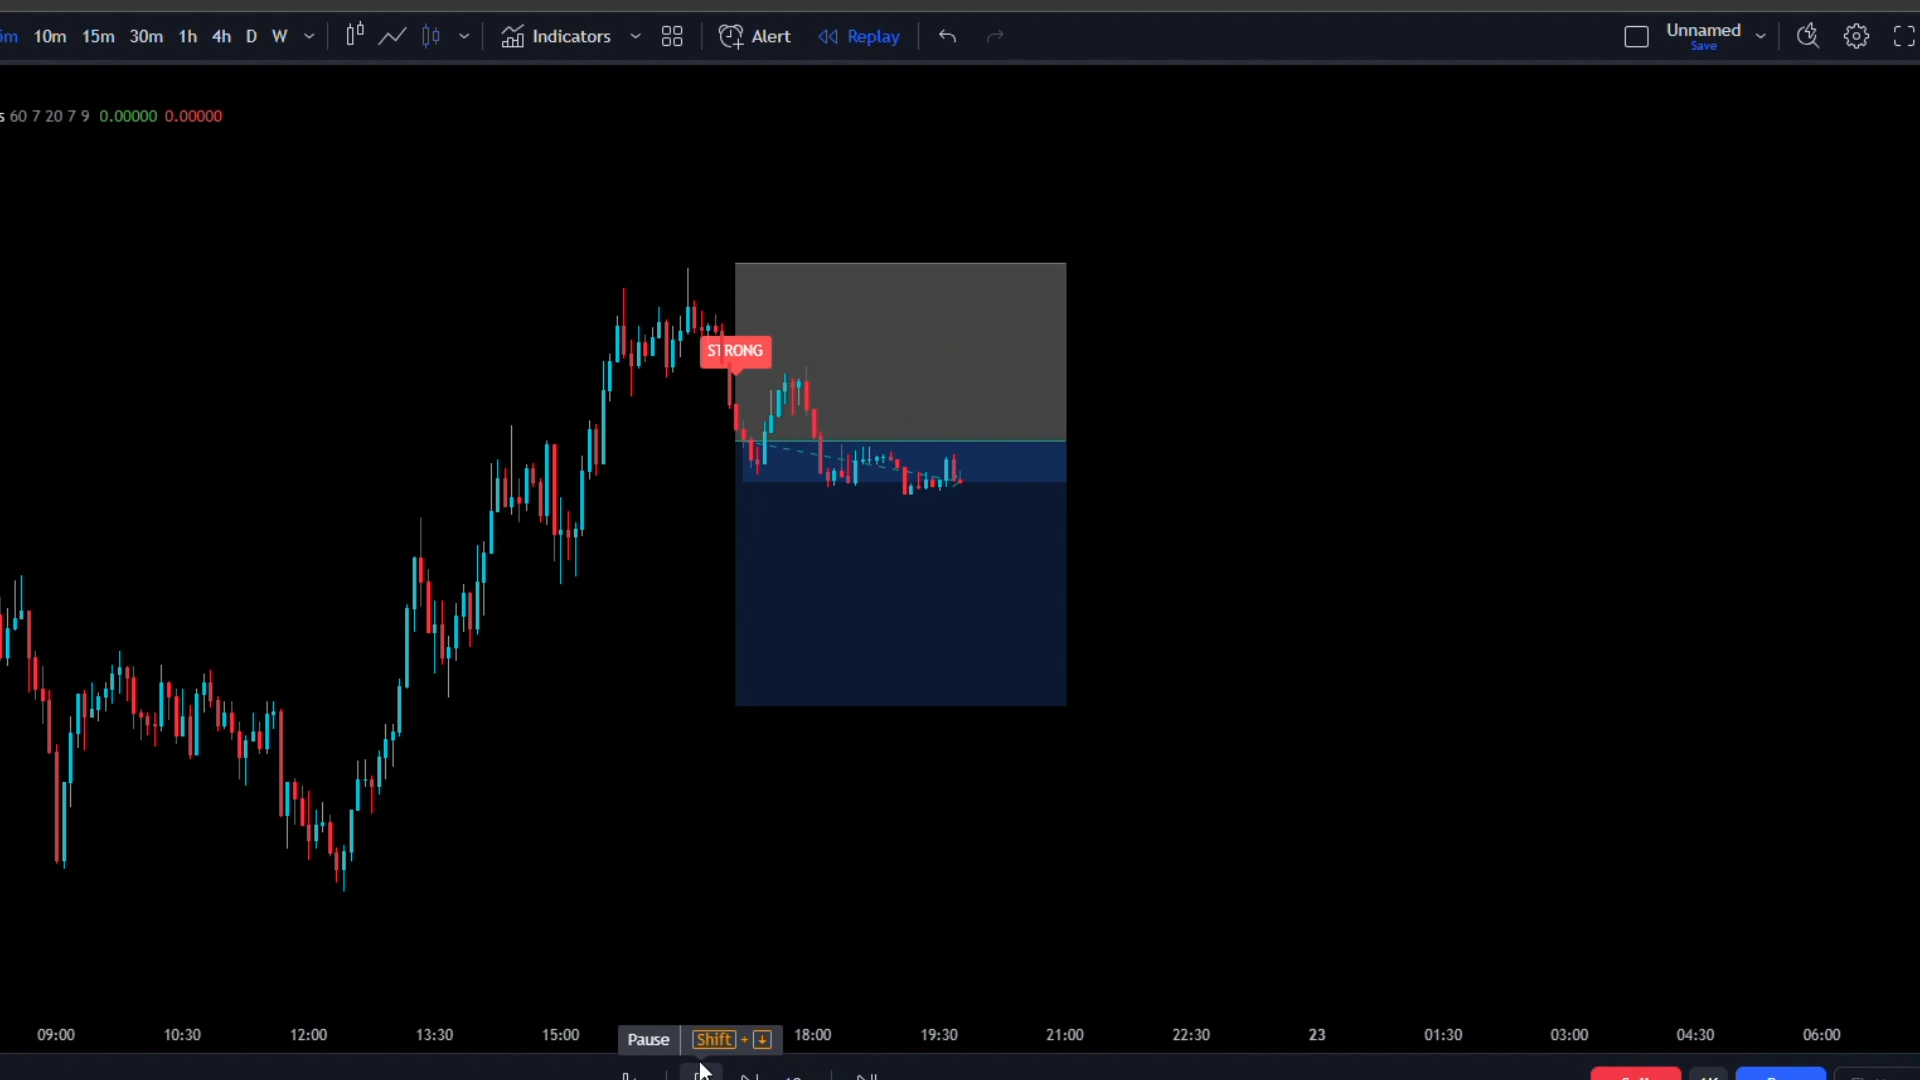 5m 10m 15m 30m 1h 4h D W Indicators Alert Replay Unnamed
Save
s 60 7 20 7 9 0.00000 0.00000
STRONG
09:00 10:30 12:00 13:30 15:00 18:00 19:30 21:00 22:30 23 01:30 03:00 04:30 06:00
Pause Shift + ↓